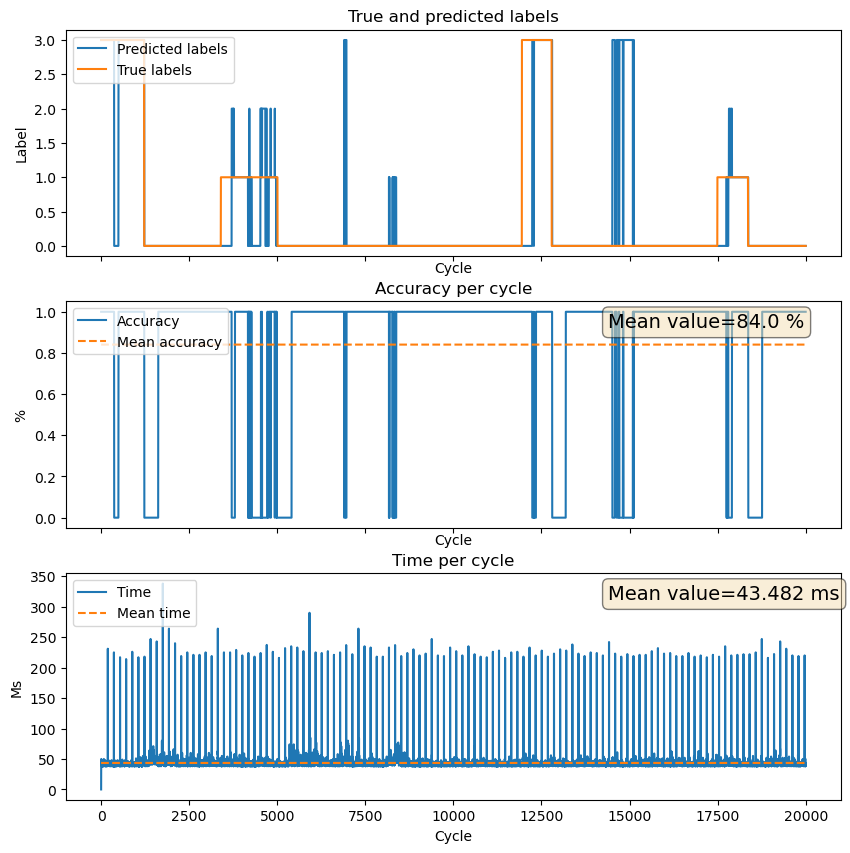 True and predicted labels
3.0
2.5
2.0
1.5
1.0
0.5
0.0
Label
Predicted labels
True labels
Cycle
Accuracy per cycle
1.0
0.8
0.6
0.4
0.2
0.0
%
Accuracy
Mean accuracy
Mean value=84.0 %
Cycle
Time per cycle
350
300
250
200
150
100
50
0
Ms
Time
Mean time
Mean value=43.482 ms
0 2500 5000 7500 10000 12500 15000 17500 20000
Cycle